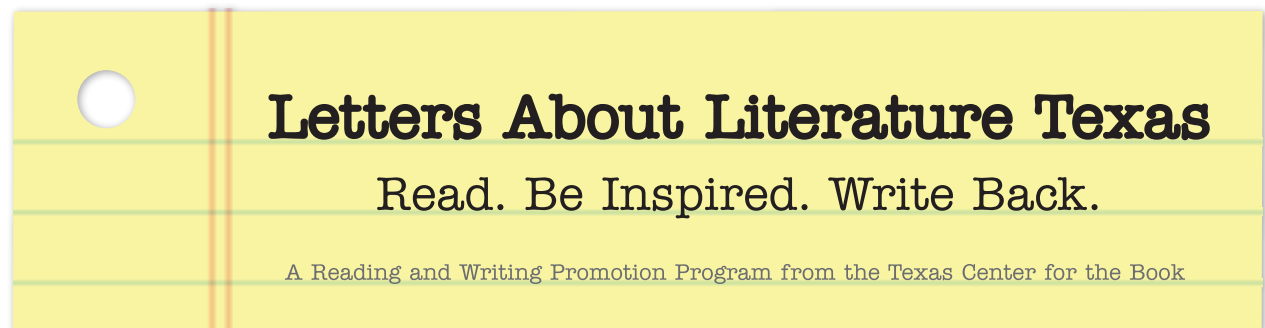 Letters About Literature Texas
Read. Be Inspired. Write Back.
A Reading and Writing Promotion Program from the Texas Center for the Book